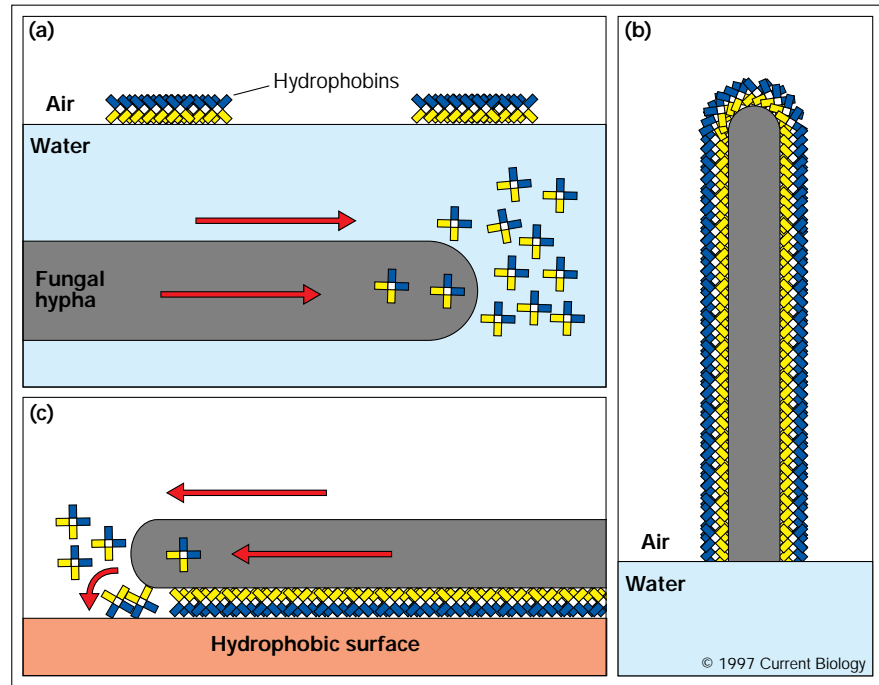 (a)
Hydrophobins
Air
Water
Fungal
hypha
(b)
Air
Water
© 1997 Current Biology
(c)
Hydrophobic surface